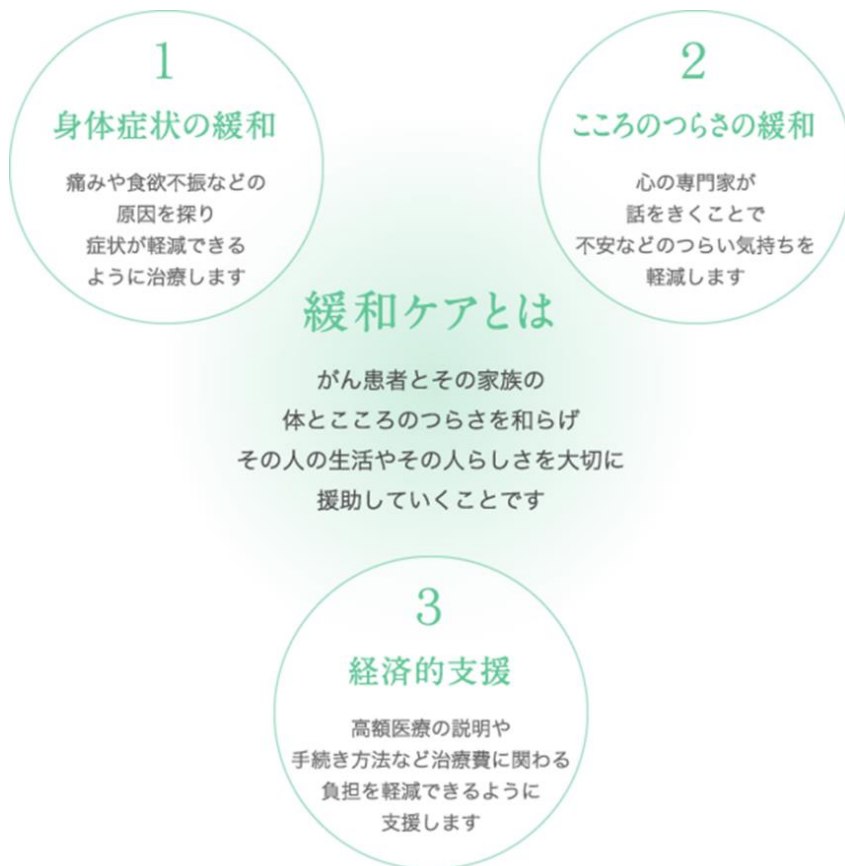 1
身体症状の緩和
痛みや食欲不振などの
原因を探り
症状が軽減できる
ように治療します
2
こころのつらさの緩和
心の専門家が
話をきくことで
不安などのつらい気持ちを
軽減します
緩和ケアとは
がん患者とその家族の
体とこころのつらさを和らげ
その人の生活やその人らしさを大切に
援助していくことです
3
経済的支援
高額医療の説明や
手続き方法など治療費に関わる
負担を軽減できるように
支援します